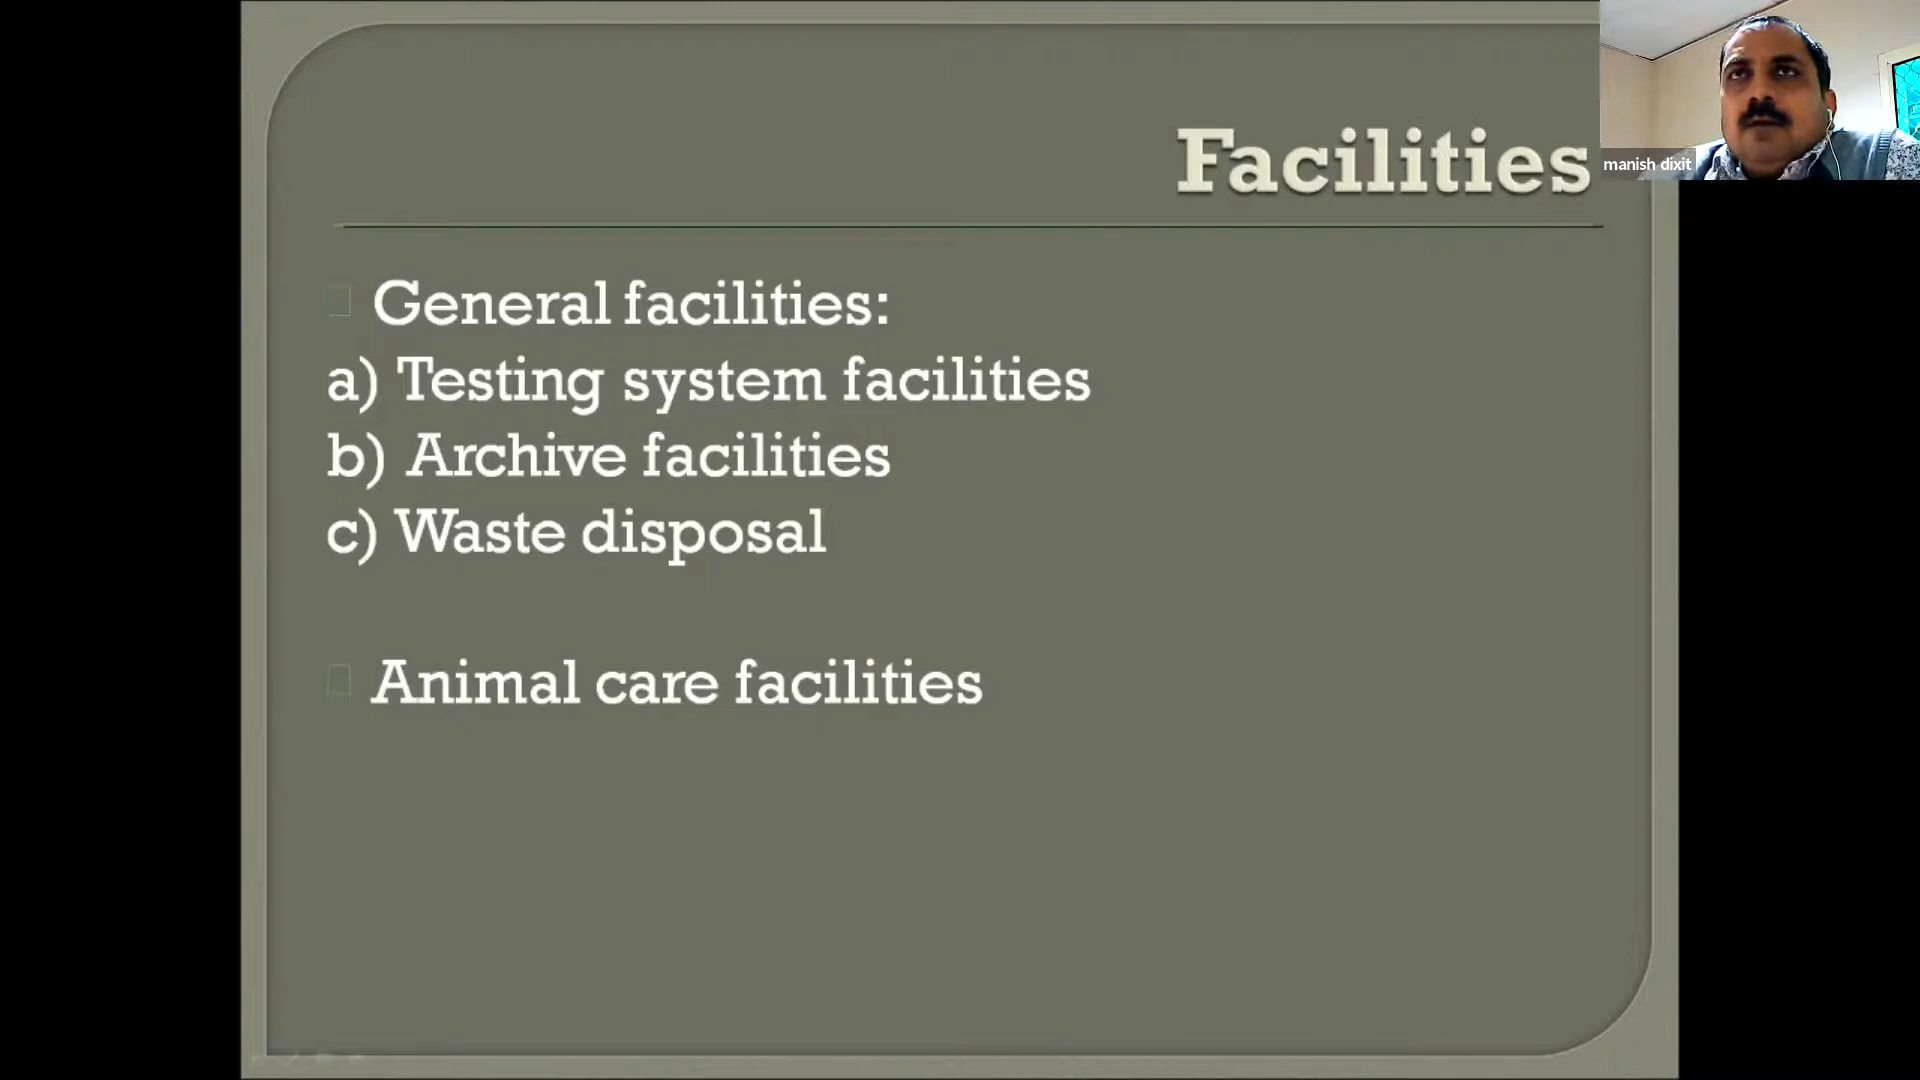 Facilities
manish dixit
General facilities:
a) Testing system facilities
b) Archive facilities
c) Waste disposal
Animal care facilities